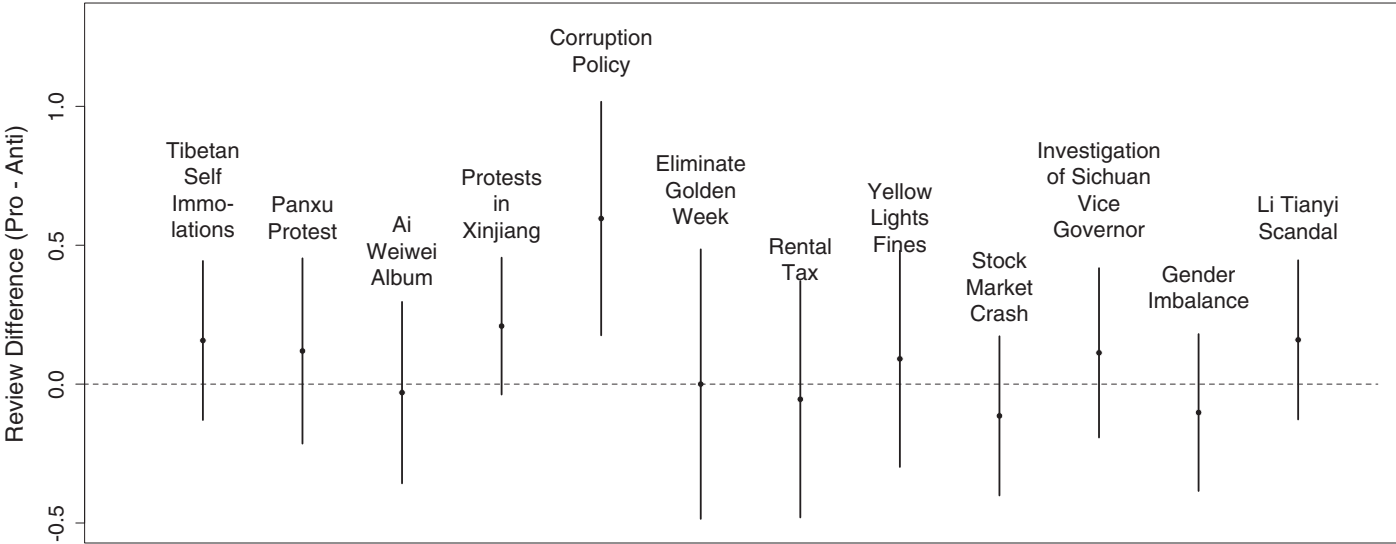 Review Difference (Pro - Anti)
1.0
0.5
0.0
-0.5
Tibetan
Self
Immo-
lations
Panxu
Protest
Ai
Weiwei
Album
Protests
in
Xinjiang
Corruption
Policy
Eliminate
Golden
Week
Rental
Tax
Yellow
Lights
Fines
Stock
Market
Crash
Investigation
of Sichuan
Vice
Governor
Gender
Imbalance
Li Tianyi
Scandal